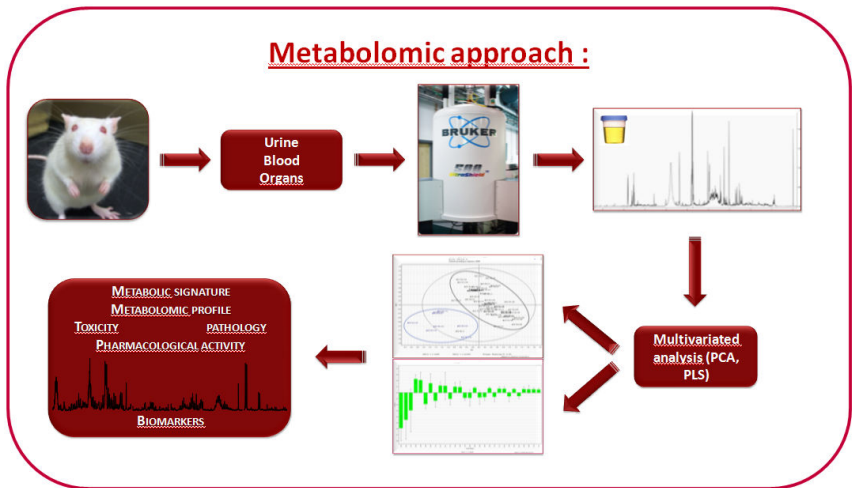 Metabolomic approach :
Urine
Blood
Organs
BRUKER
Multivariated
analysis (PCA,
PLS)
METABOLIC SIGNATURE
METABOLOMIC PROFILE
TOXICITY PATHOLOGY
PHARMACOLOGICAL ACTIVITY
BIOMARKERS